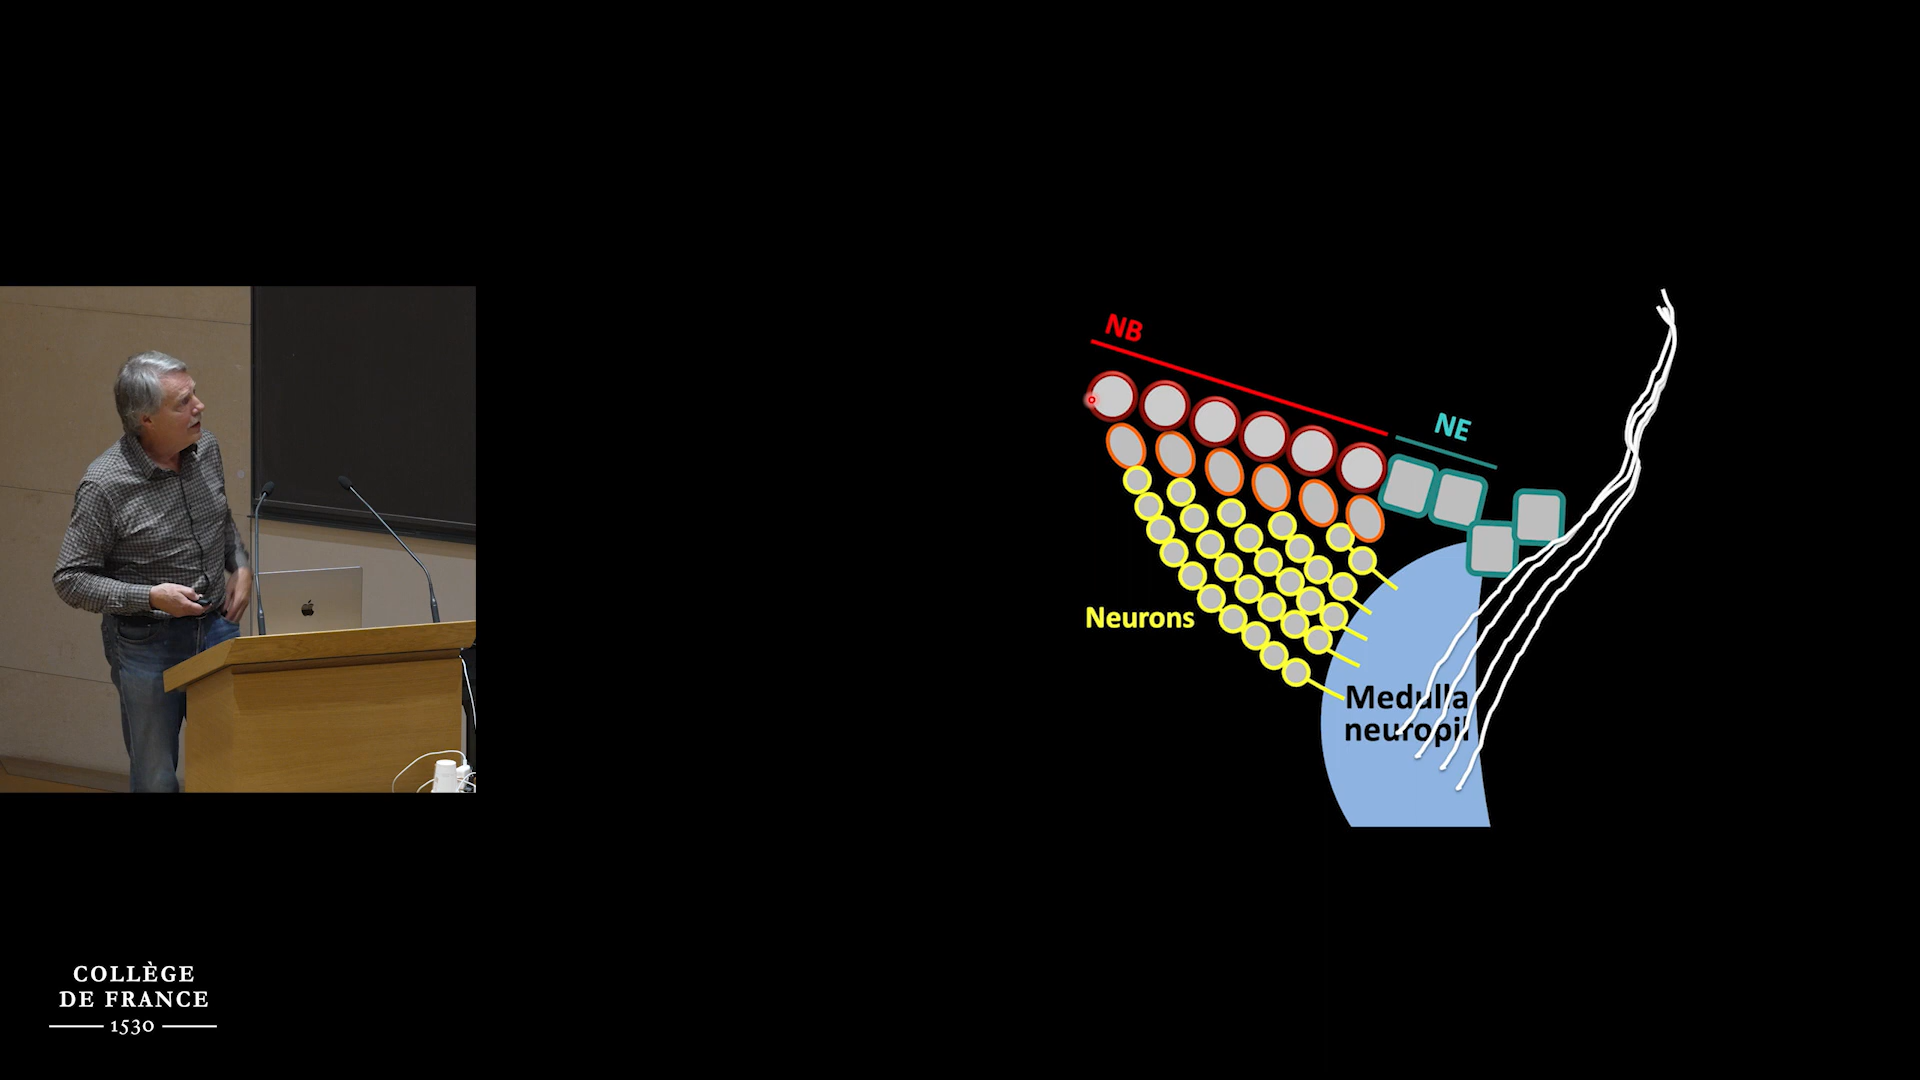 NB
NE
Neurons
Medulla
neuropil
COLLÈGE
DE FRANCE
1530